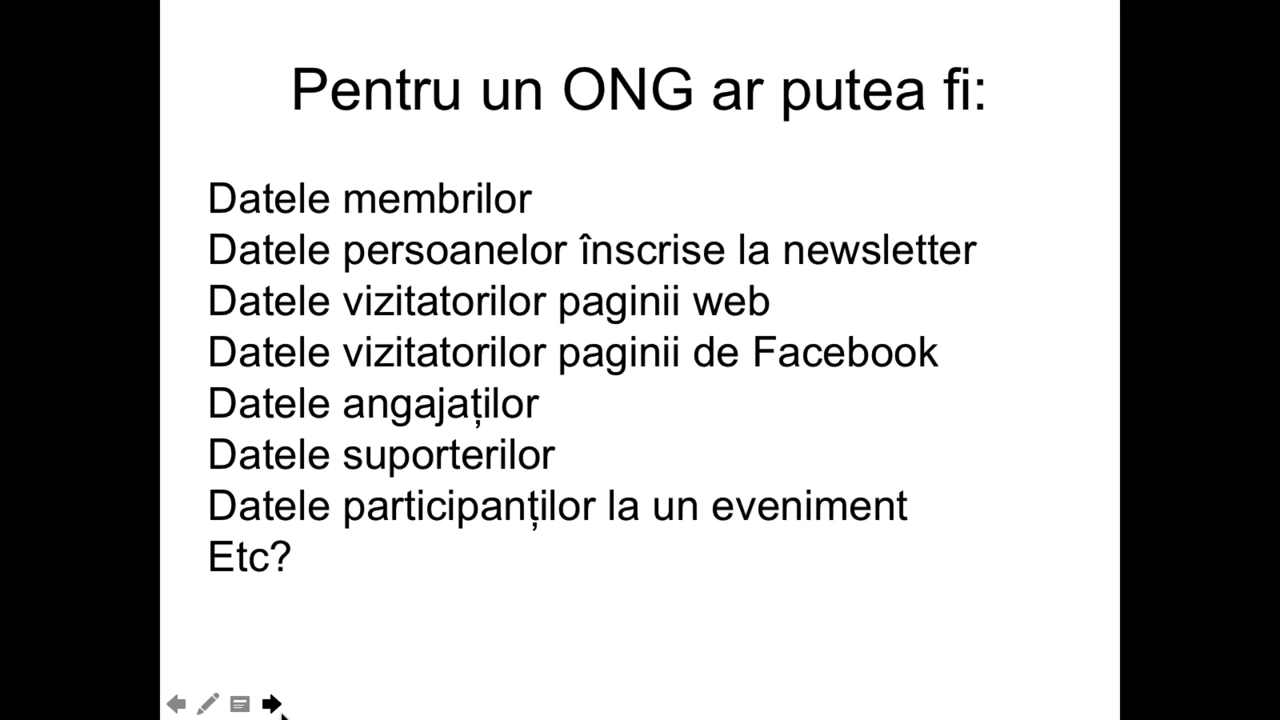 Pentru un ONG ar putea fi:
Datele membrilor
Datele persoanelor înscrise la newsletter
Datele vizitatorilor paginii web
Datele vizitatorilor paginii de Facebook
Datele angajaților
Datele suporterilor
Datele participanților la un eveniment
Etc?